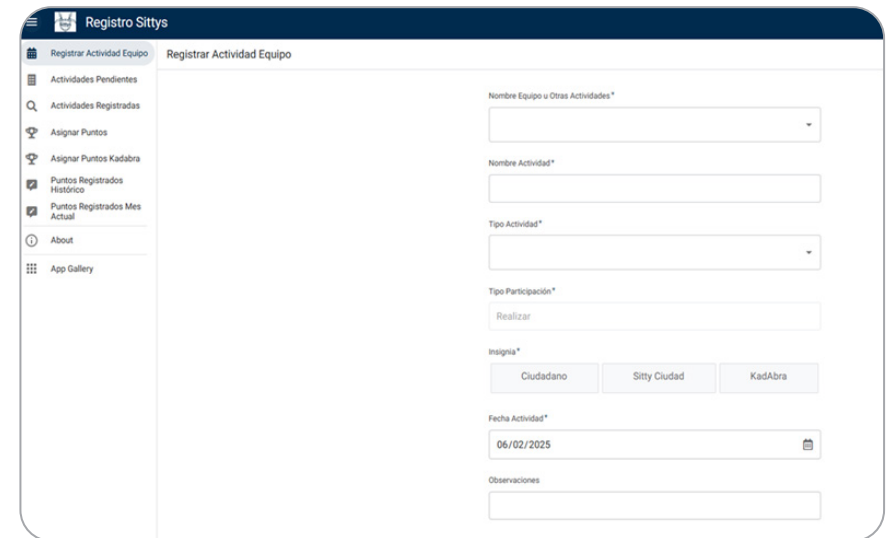 Registro Sittys
Registrar Actividad Equipo
Actividades Pendientes
Actividades Registradas
Asignar Puntos
Asignar Puntos Kadabra
Puntos Registrados
Histórico
Puntos Registrados Mes
Actual
About
App Gallery
Registrar Actividad Equipo
Nombre Equipo u Otras Actividades*
Nombre Actividad*
Tipo Actividad*
Tipo Participación*
Realizar
Insignia*
Ciudadano Sitty Ciudad KadAbra
Fecha Actividad*
06/02/2025
Observaciones